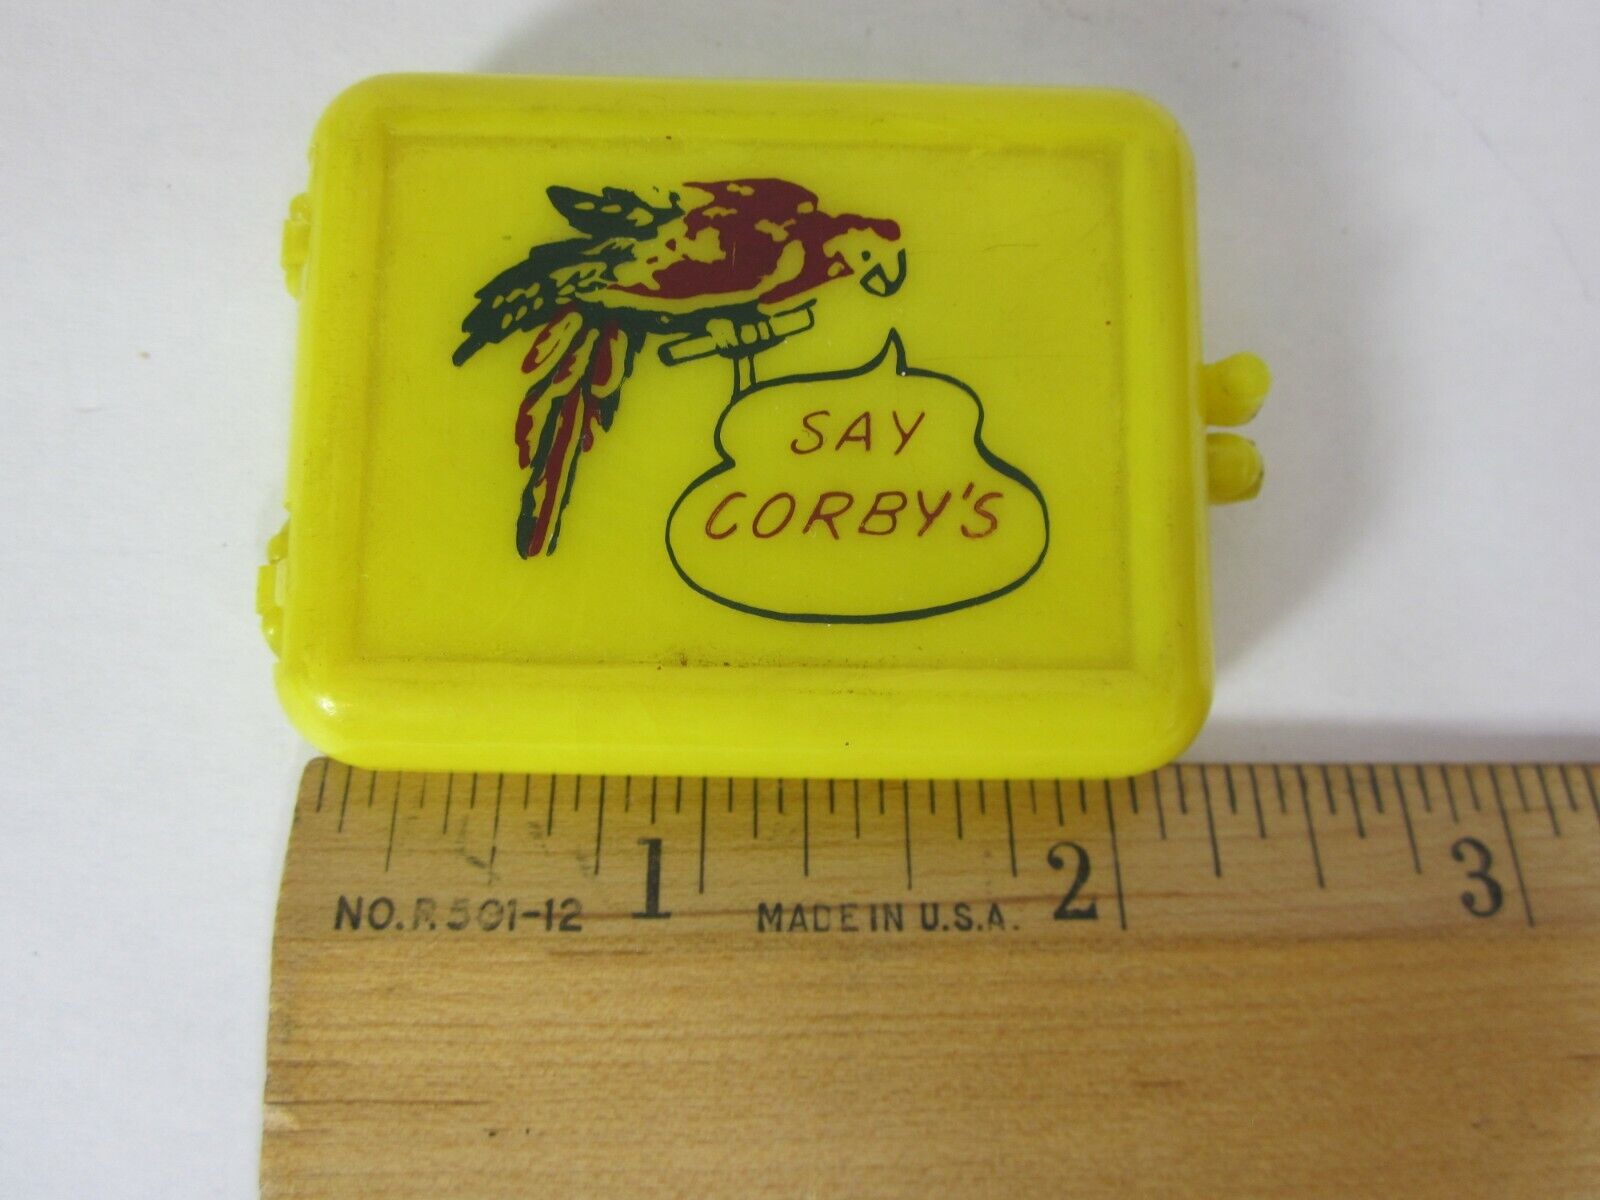 SAY
CORBY'S
1 2 3
NO.R 501-12 MADE IN U.S.A.